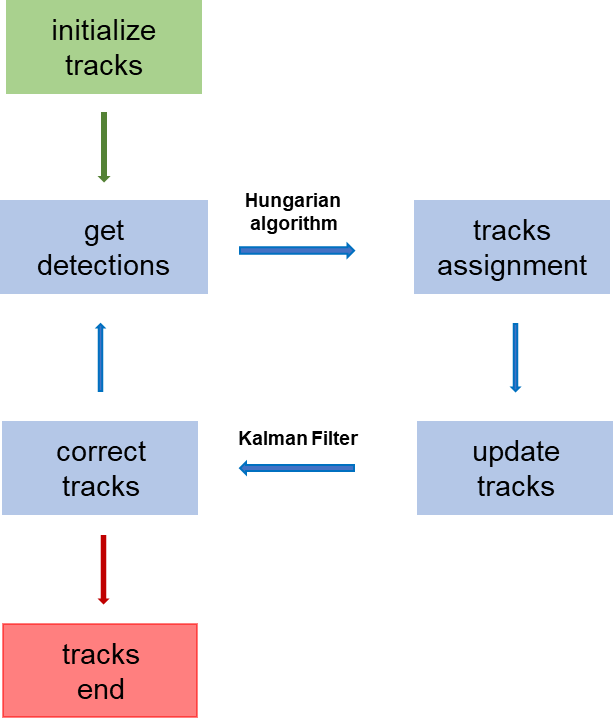 initialize
tracks
get
detections
Hungarian
algorithm
tracks
assignment
correct
tracks
Kalman Filter
update
tracks
tracks
end